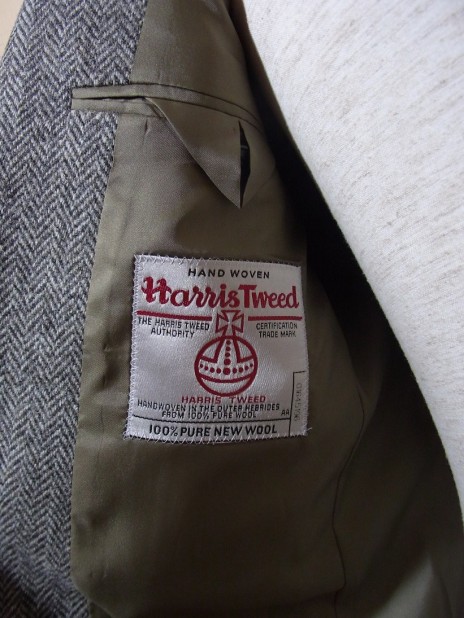 HAND WOVEN
Harris Tweed
THE HARRIS TWEED AUTHORITY
CERTIFICATION TRADE MARK
HARRIS TWEED
HANDWOVEN IN THE OUTER HEBRIDES
FROM 100% PURE WOOL
AA
100% PURE NEW WOOL